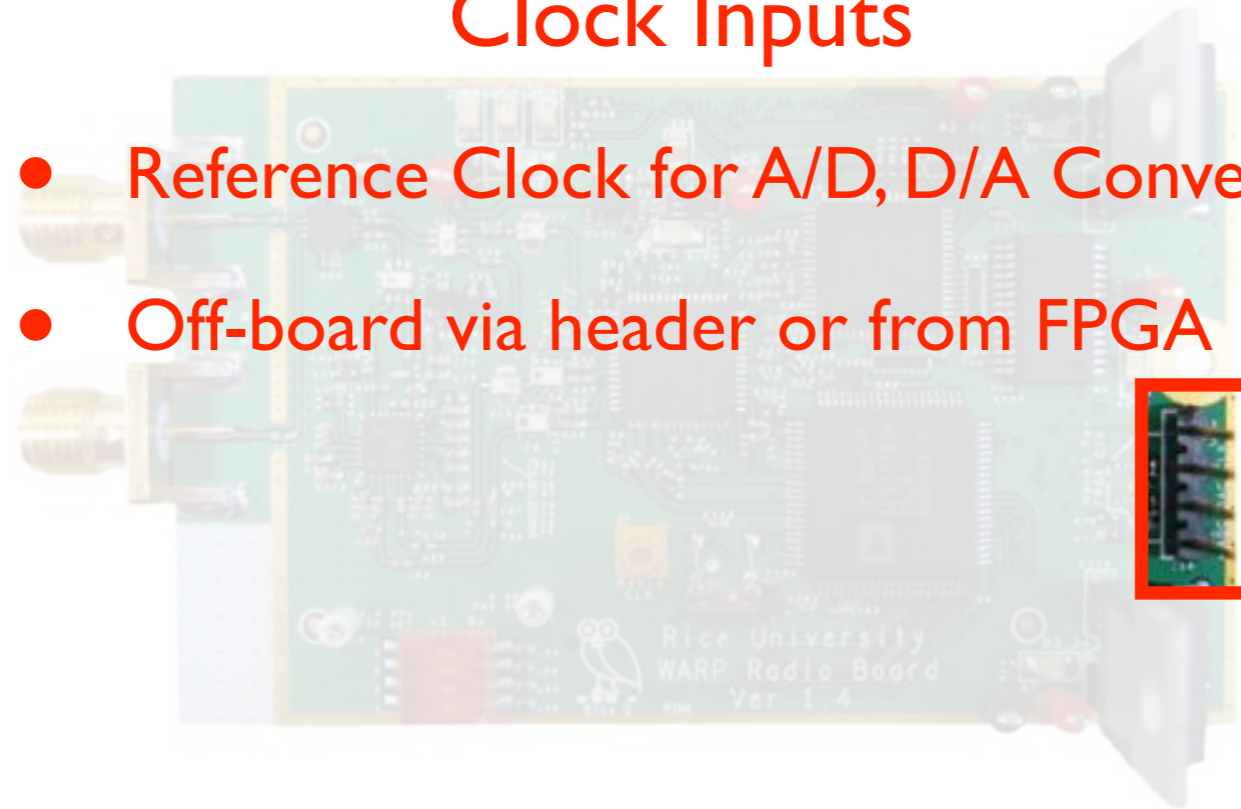 Clock Inputs
• Reference Clock for A/D, D/A Conve
• Off-board via header or from FPGA
Rice University
WARP Radio Board
Ver 1.4